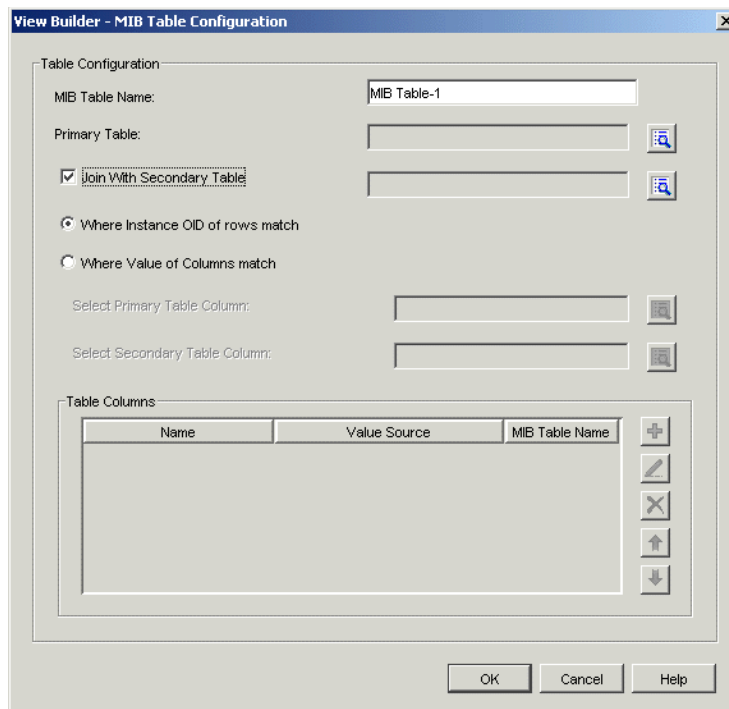 View Builder - MIB Table Configuration
Table Configuration
MIB Table Name:
MIB Table-1
Primary Table:
Join With Secondary Table
Where Instance OID of rows match
Where Value of Columns match
Select Primary Table Column:
Select Secondary Table Column:
Table Columns
Name
Value Source
MIB Table Name
OK
Cancel
Help